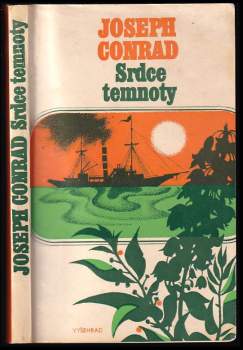 JOSEPH CONRAD Srdce temnoty
JOSEPH
CONRAD
Srdce
temnoty
VYŠEHRAD